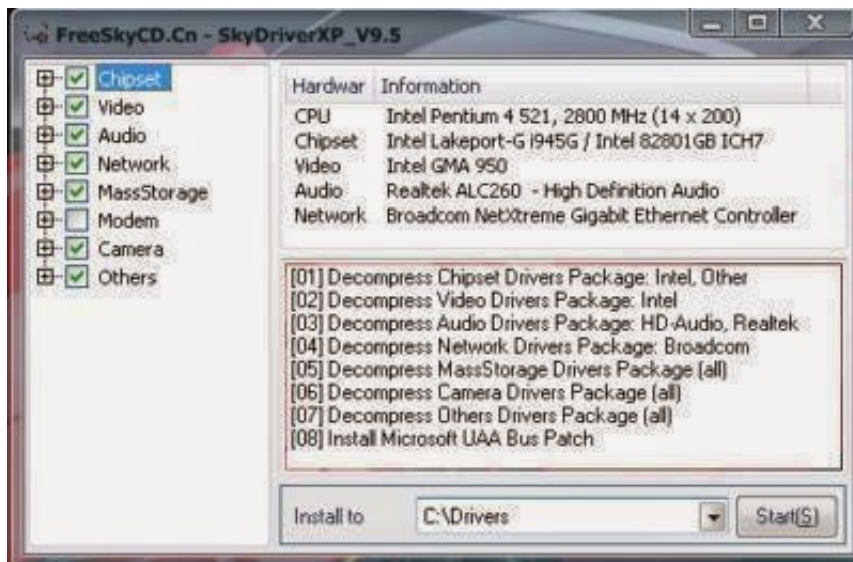 FreeSkyCD.Cn - SkyDriverXP_V9.5
Chipset
Video
Audio
Network
MassStorage
Modem
Camera
Others
Hardwar Information
CPU Intel Pentium 4 521, 2800 MHz (14 x 200)
Chipset Intel Lakeport-G i945G / Intel 82801GB ICH7
Video Intel GMA 950
Audio Realtek ALC260 - High Definition Audio
Network Broadcom NetXtreme Gigabit Ethernet Controller
[01] Decompress Chipset Drivers Package: Intel, Other
[02] Decompress Video Drivers Package: Intel
[03] Decompress Audio Drivers Package: HD-Audio, Realtek
[04] Decompress Network Drivers Package: Broadcom
[05] Decompress MassStorage Drivers Package (all)
[06] Decompress Camera Drivers Package (all)
[07] Decompress Others Drivers Package (all)
[08] Install Microsoft UAA Bus Patch
Install to C:\Drivers Start(S)